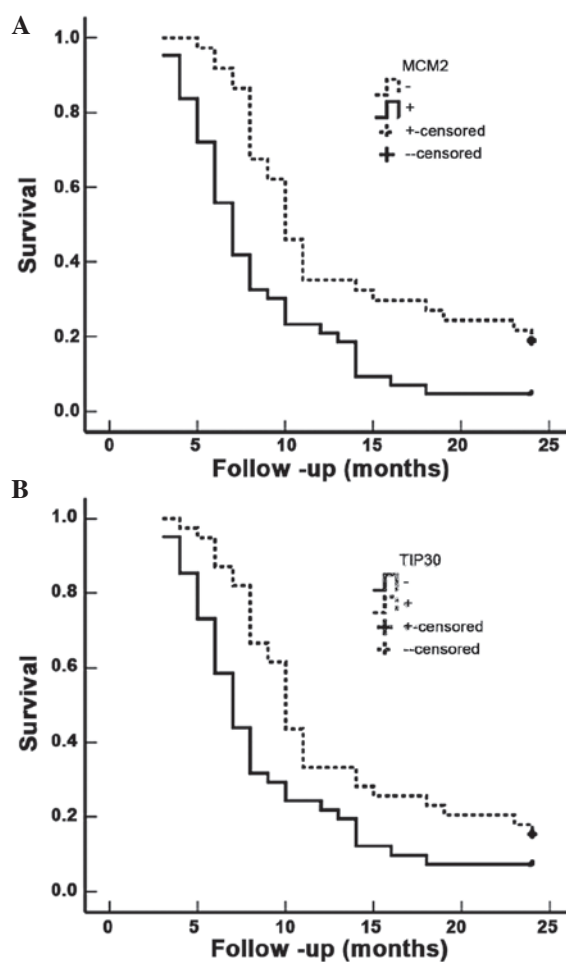 A
1.0
0.8
0.6
0.4
0.2
0.0
Survival
MCM2
-
+
+-censored
--censored
0 5 10 15 20 25
Follow -up (months)
B
1.0
0.8
0.6
0.4
0.2
0.0
Survival
TIP30
-
+
+-censored
--censored
0 5 10 15 20 25
Follow -up (months)